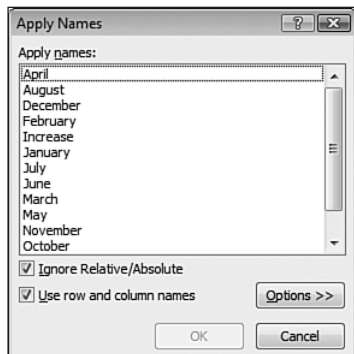 Apply Names
Apply names:
April
August
December
February
Increase
January
July
June
March
May
November
October
Ignore Relative/Absolute
Use row and column names
Options >>
OK
Cancel